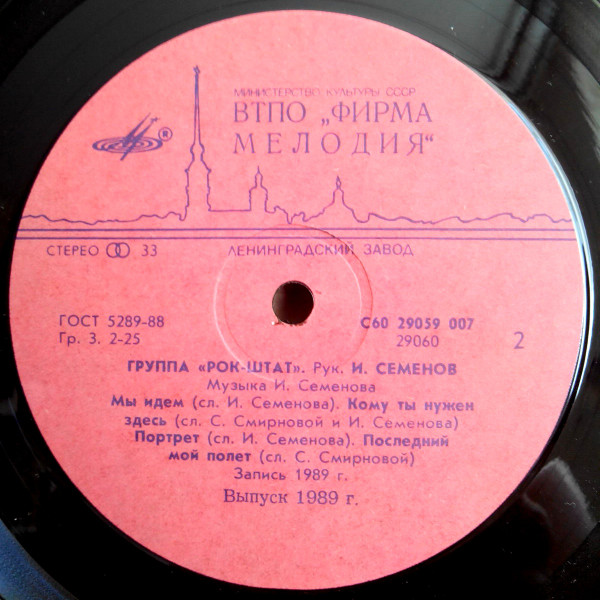 МИНИСТЕРСТВО КУЛЬТУРЫ СССР
ВТПО „ФИРМА
МЕЛОДИЯ“
®
СТЕРЕО 33
ЛЕНИНГРАДСКИЙ ЗАВОД
ГОСТ 5289-88
Гр. 3. 2-25
С60 29059 007
29060
2
ГРУППА «РОК-ШТАТ». Рук. И. СЕМЕНОВ
Музыка И. Семенова
Мы идем (сл. И. Семенова). Кому ты нужен
здесь (сл. С. Смирновой и И. Семенова)
Портрет (сл. И. Семенова). Последний
мой полет (сл. С. Смирновой)
Запись 1989 г.
Выпуск 1989 г.